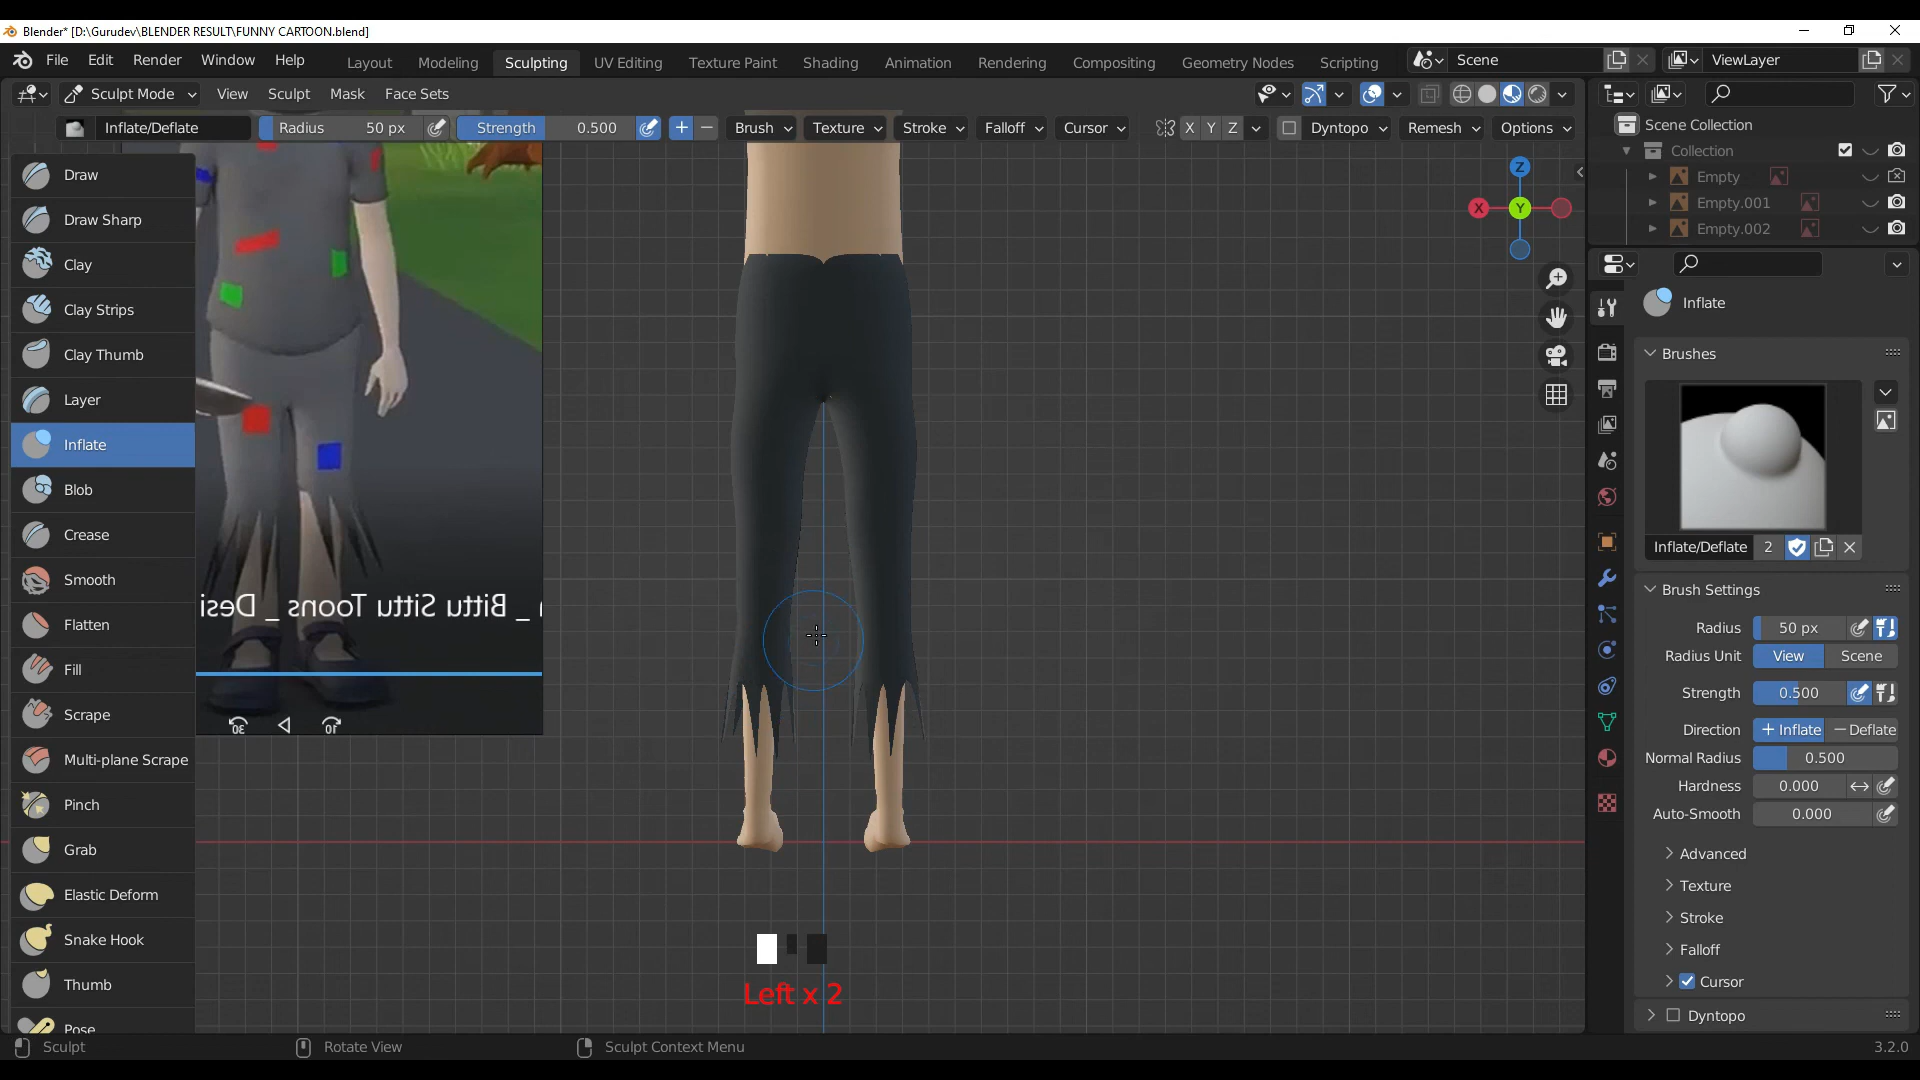 Blender* [D:\Gurudev\BLENDER RESULT\FUNNY CARTOON.blend]
File Edit Render Window Help Layout Modeling Sculpting UV Editing Texture Paint Shading Animation Rendering Compositing Geometry Nodes Scripting Scene ViewLayer
Sculpt Mode View Sculpt Mask Face Sets
Inflate/Deflate Radius 50 px Strength 0.500 Brush Texture Stroke Falloff Cursor X Y Z Dyntopo Remesh Options
Scene Collection
Collection
Empty
Empty.001
Empty.002
Draw
Draw Sharp
Clay
Clay Strips
Clay Thumb
Layer
Inflate
Blob
Crease
Smooth
Flatten
Fill
Scrape
Multi-plane Scrape
Pinch
Grab
Elastic Deform
Snake Hook
Thumb
Pose
Z
X Y
_ Bittu Sittu Toons _ Desi
30 10
Left x 2
Inflate
Brushes
Inflate/Deflate 2
Brush Settings
Radius 50 px
Radius Unit View Scene
Strength 0.500
Direction + Inflate − Deflate
Normal Radius 0.500
Hardness 0.000
Auto-Smooth 0.000
Advanced
Texture
Stroke
Falloff
Cursor
Dyntopo
Sculpt Rotate View Sculpt Context Menu 3.2.0